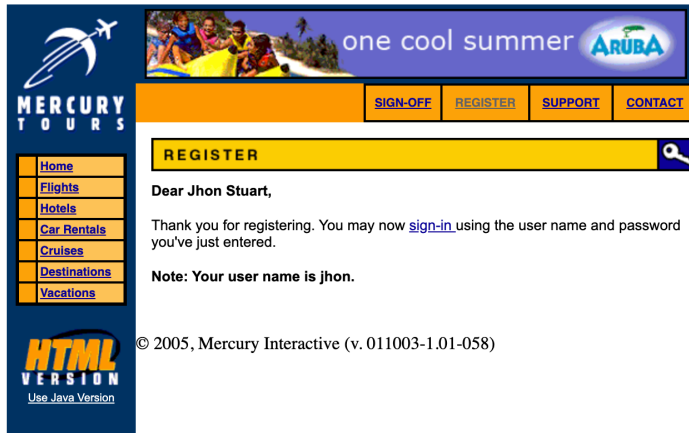 one cool summer ARUBA
MERCURY
TOURS
SIGN-OFF REGISTER SUPPORT CONTACT
REGISTER
Home
Flights
Hotels
Car Rentals
Cruises
Destinations
Vacations
Dear Jhon Stuart,
Thank you for registering. You may now sign-in using the user name and password
you've just entered.
Note: Your user name is jhon.
© 2005, Mercury Interactive (v. 011003-1.01-058)
HTML
VERSION
Use Java Version